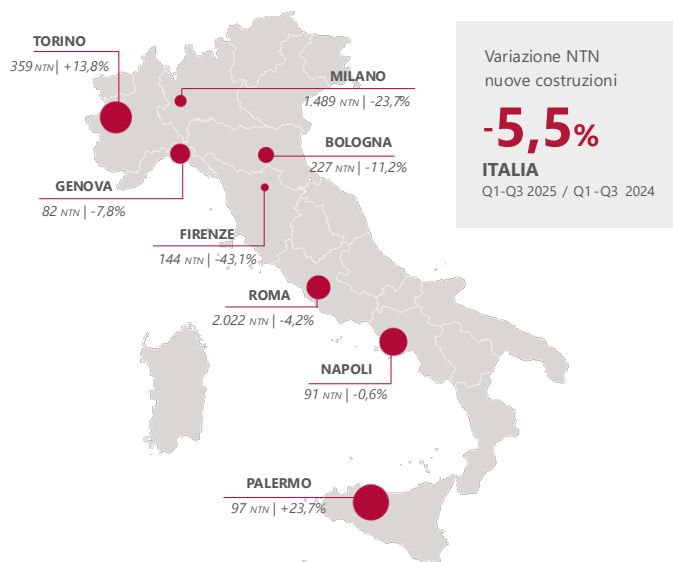 TORINO
359 NTN | +13,8%
MILANO
1.489 NTN | -23,7%
BOLOGNA
227 NTN | -11,2%
GENOVA
82 NTN | -7,8%
FIRENZE
144 NTN | -43,1%
ROMA
2.022 NTN | -4,2%
NAPOLI
91 NTN | -0,6%
PALERMO
97 NTN | +23,7%
Variazione NTN
nuove costruzioni
-5,5%
ITALIA
Q1-Q3 2025 / Q1-Q3 2024